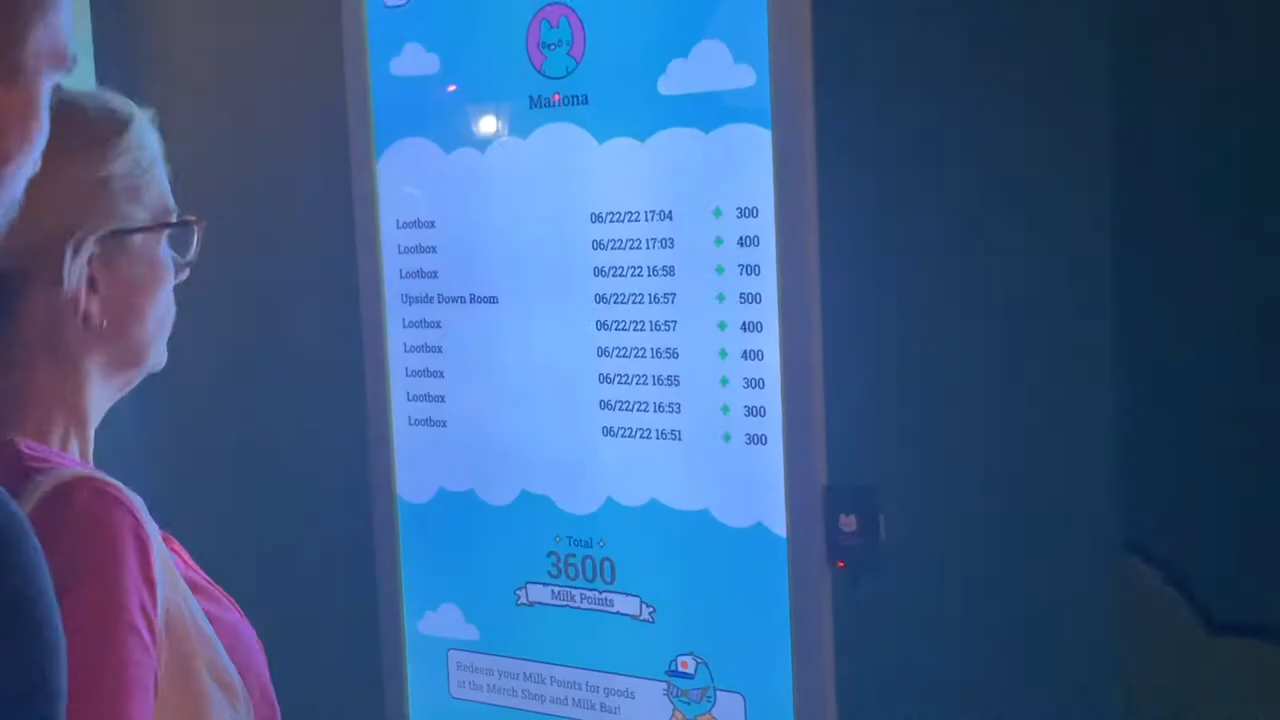 Lootbox 06/22/22 17:04 300
Lootbox 06/22/22 17:03 400
Lootbox 06/22/22 16:58 700
Upside Down Room 06/22/22 16:57 500
Lootbox 06/22/22 16:57 400
Lootbox 06/22/22 16:56 400
Lootbox 06/22/22 16:55 300
Lootbox 06/22/22 16:53 300
Lootbox 06/22/22 16:51 300
Total
3600
Milk Points
Redeem your Milk Points for goods
at the Merch Shop and Milk Bar!